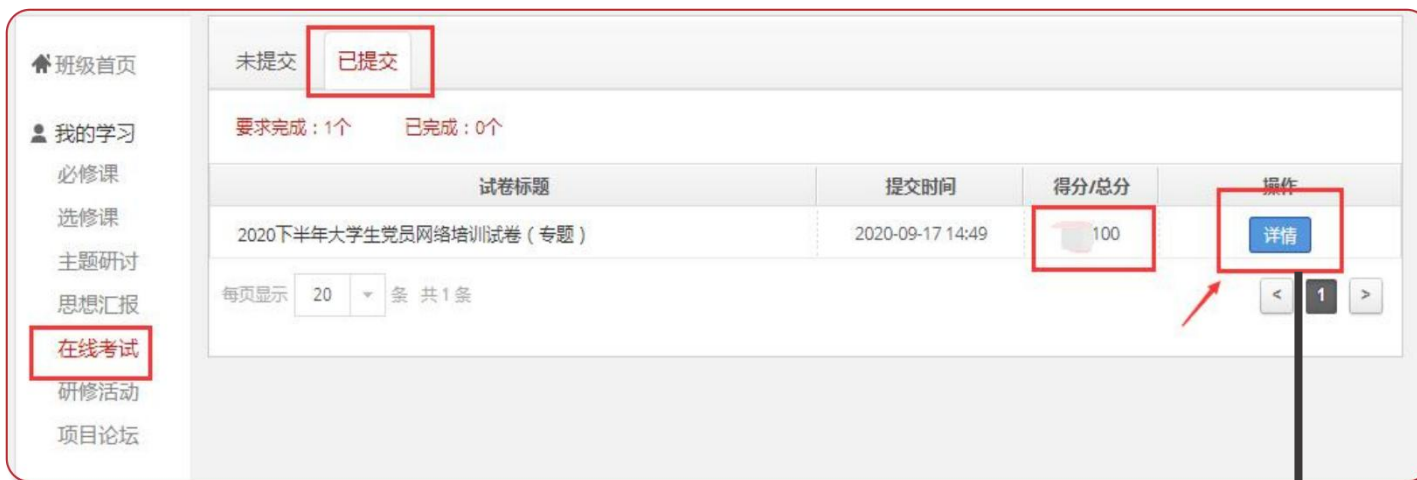 班级首页
我的学习
必修课
选修课
主题研讨
思想汇报
在线考试
研修活动
项目论坛
未提交 已提交
要求完成：1个 已完成：0个
试卷标题 提交时间 得分/总分 操作
2020下半年大学生党员网络培训试卷（专题） 2020-09-17 14:49 100 详情
每页显示 20 条 共1条
< 1 >